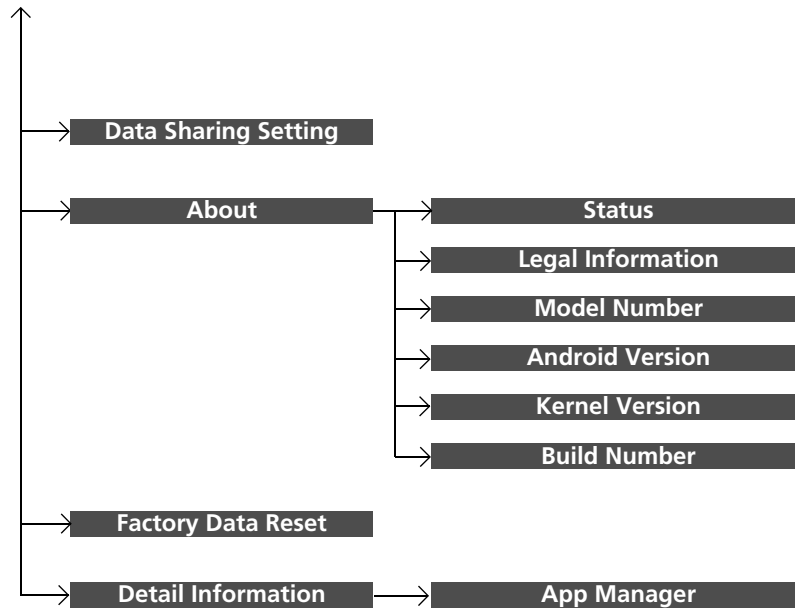 Data Sharing Setting
About
Status
Legal Information
Model Number
Android Version
Kernel Version
Build Number
Factory Data Reset
Detail Information
App Manager